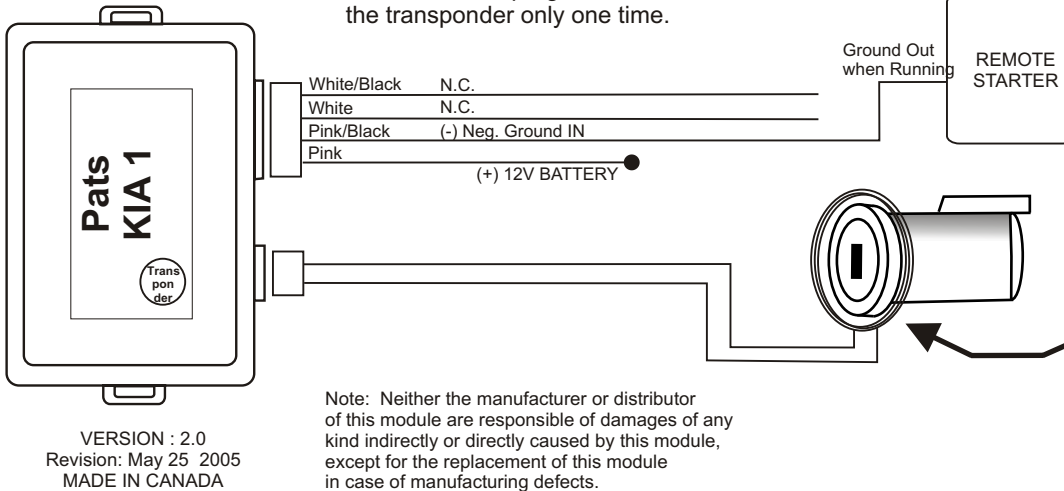 the transponder only one time.
Ground Out
when Running
REMOTE
STARTER
White/Black N.C.
White N.C.
Pink/Black (-) Neg. Ground IN
Pink
(+) 12V BATTERY
Pats
KIA 1
Trans
pon
der
VERSION : 2.0
Revision: May 25 2005
MADE IN CANADA
Note: Neither the manufacturer or distributor
of this module are responsible of damages of any
kind indirectly or directly caused by this module,
except for the replacement of this module
in case of manufacturing defects.